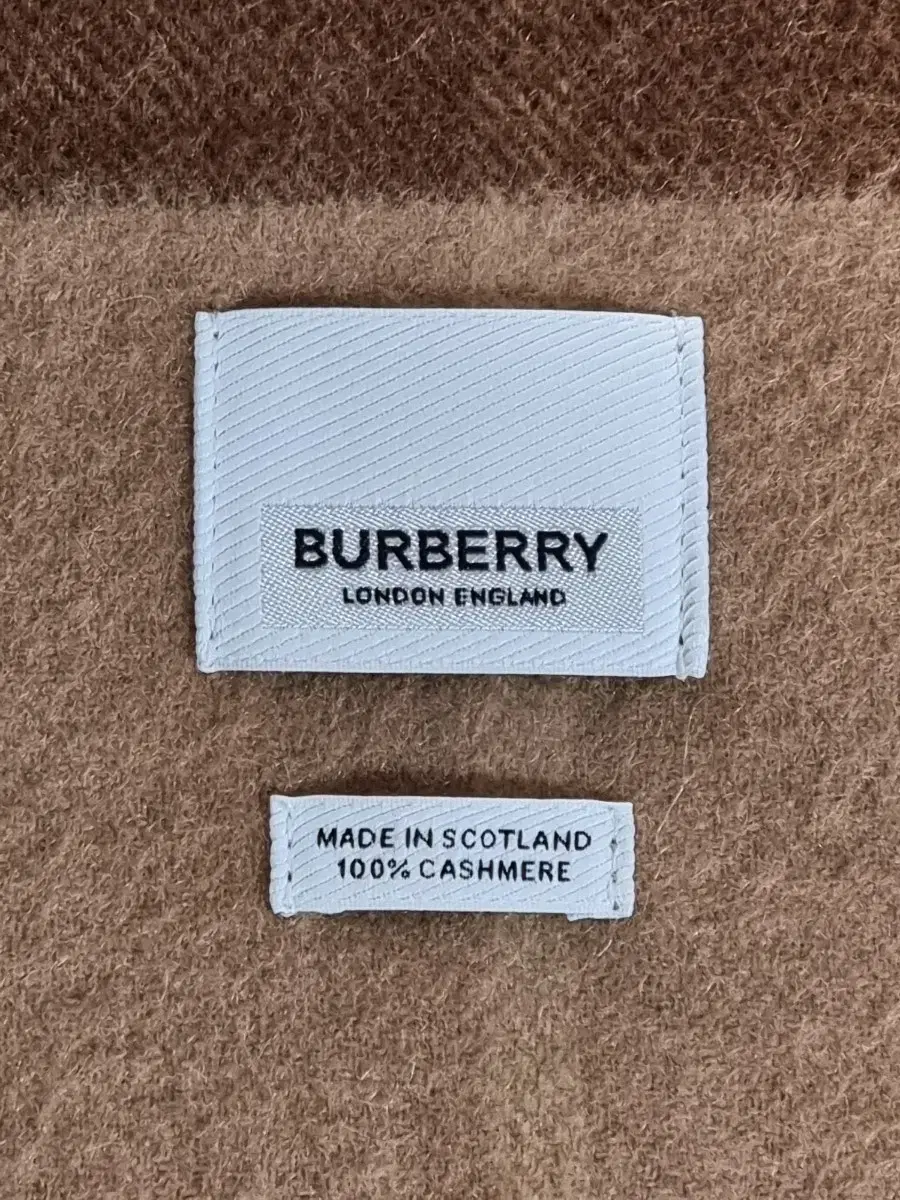 BURBERRY
LONDON ENGLAND
MADE IN SCOTLAND
100% CASHMERE